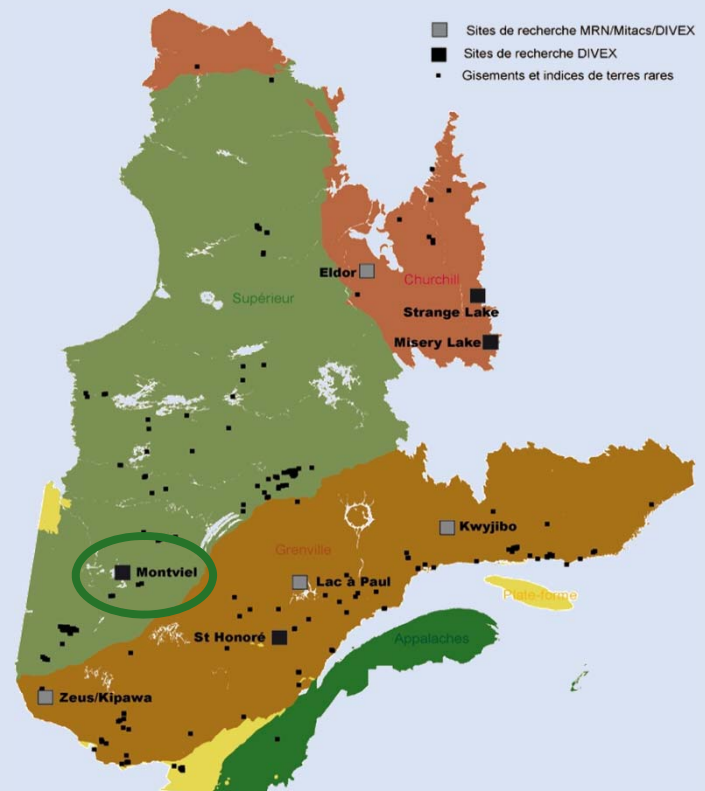 Sites de recherche MRN/Mitacs/DIVEX
Sites de recherche DIVEX
Gisements et indices de terres rares
Eldor
Churchill
Supérieur
Strange Lake
Misery Lake
Kwyjibo
Grenville
Montviel
Lac à Paul
Plate-forme
St Honoré
Appalaches
Zeus/Kipawa